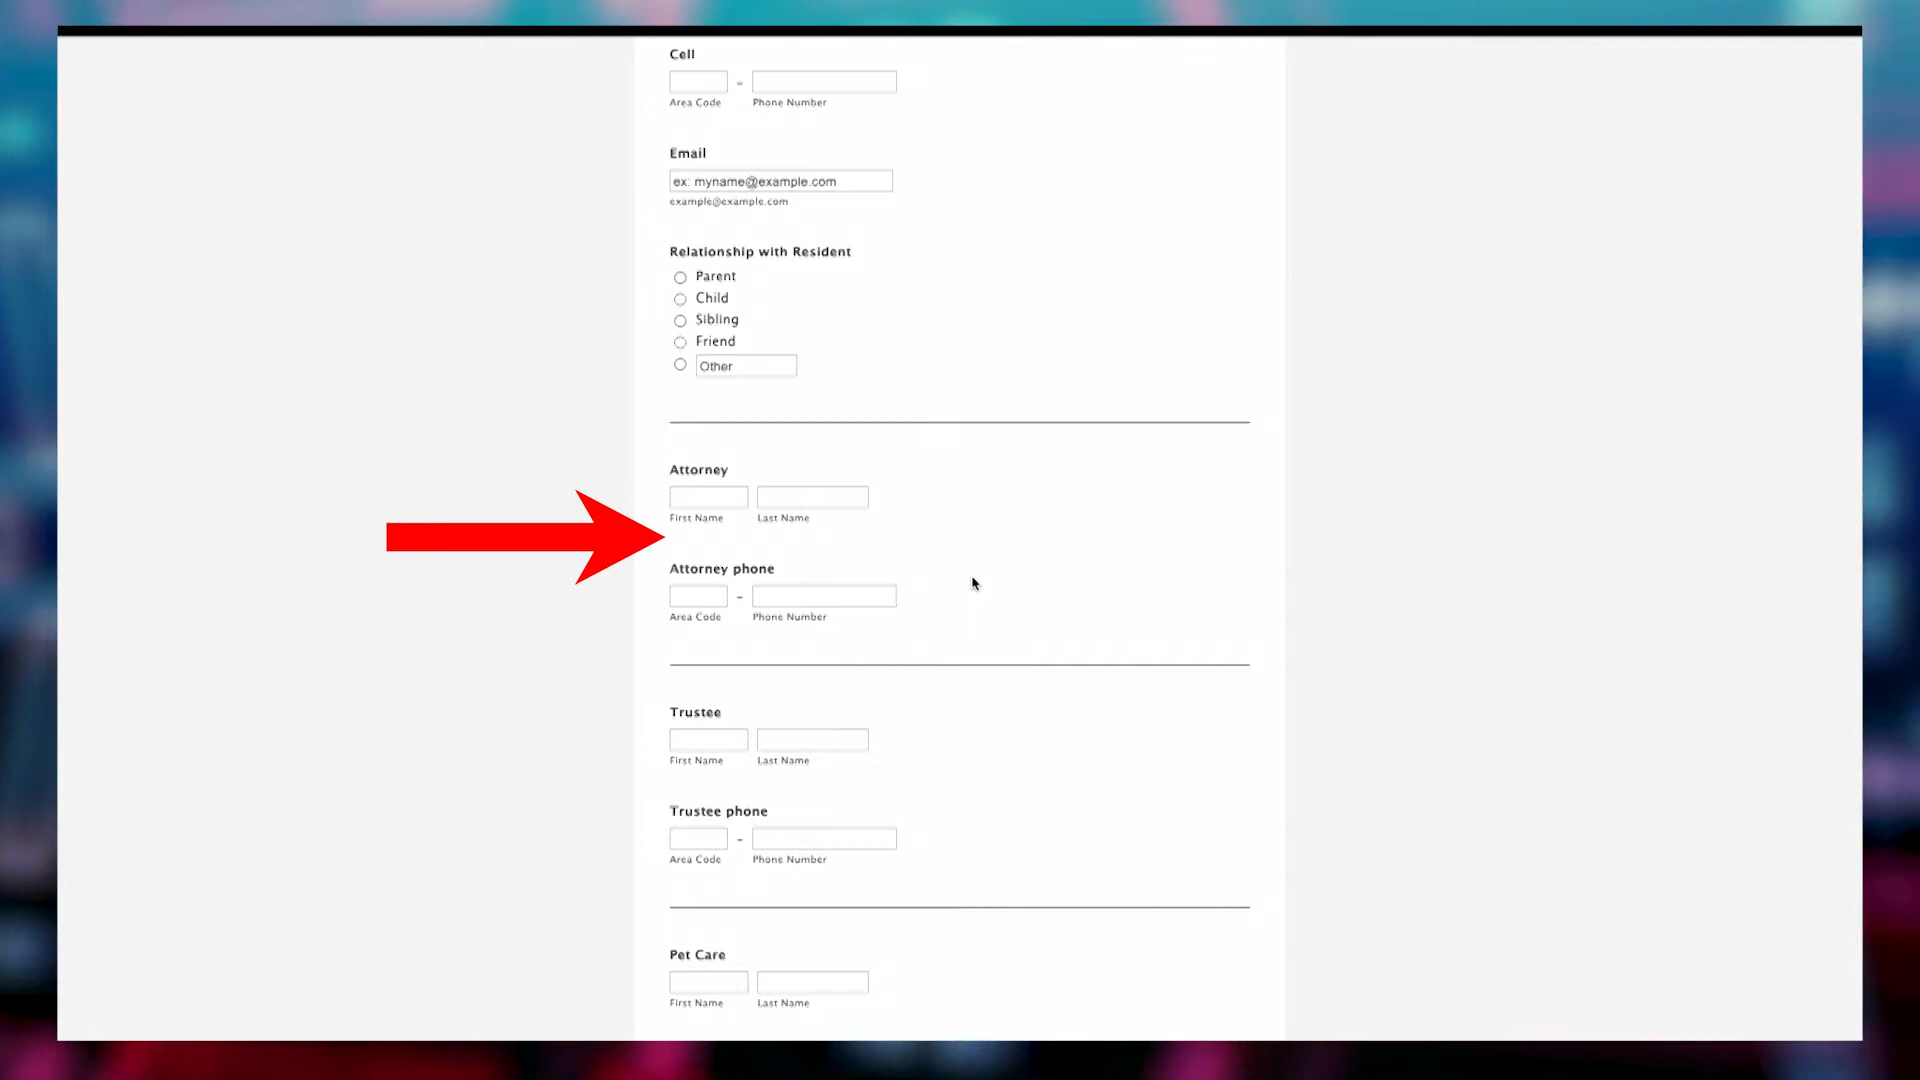 Cell
-
Area Code Phone Number
Email
ex: myname@example.com
example@example.com
Relationship with Resident
Parent
Child
Sibling
Friend
Other
Attorney
First Name Last Name
Attorney phone
-
Area Code Phone Number
Trustee
First Name Last Name
Trustee phone
-
Area Code Phone Number
Pet Care
First Name Last Name